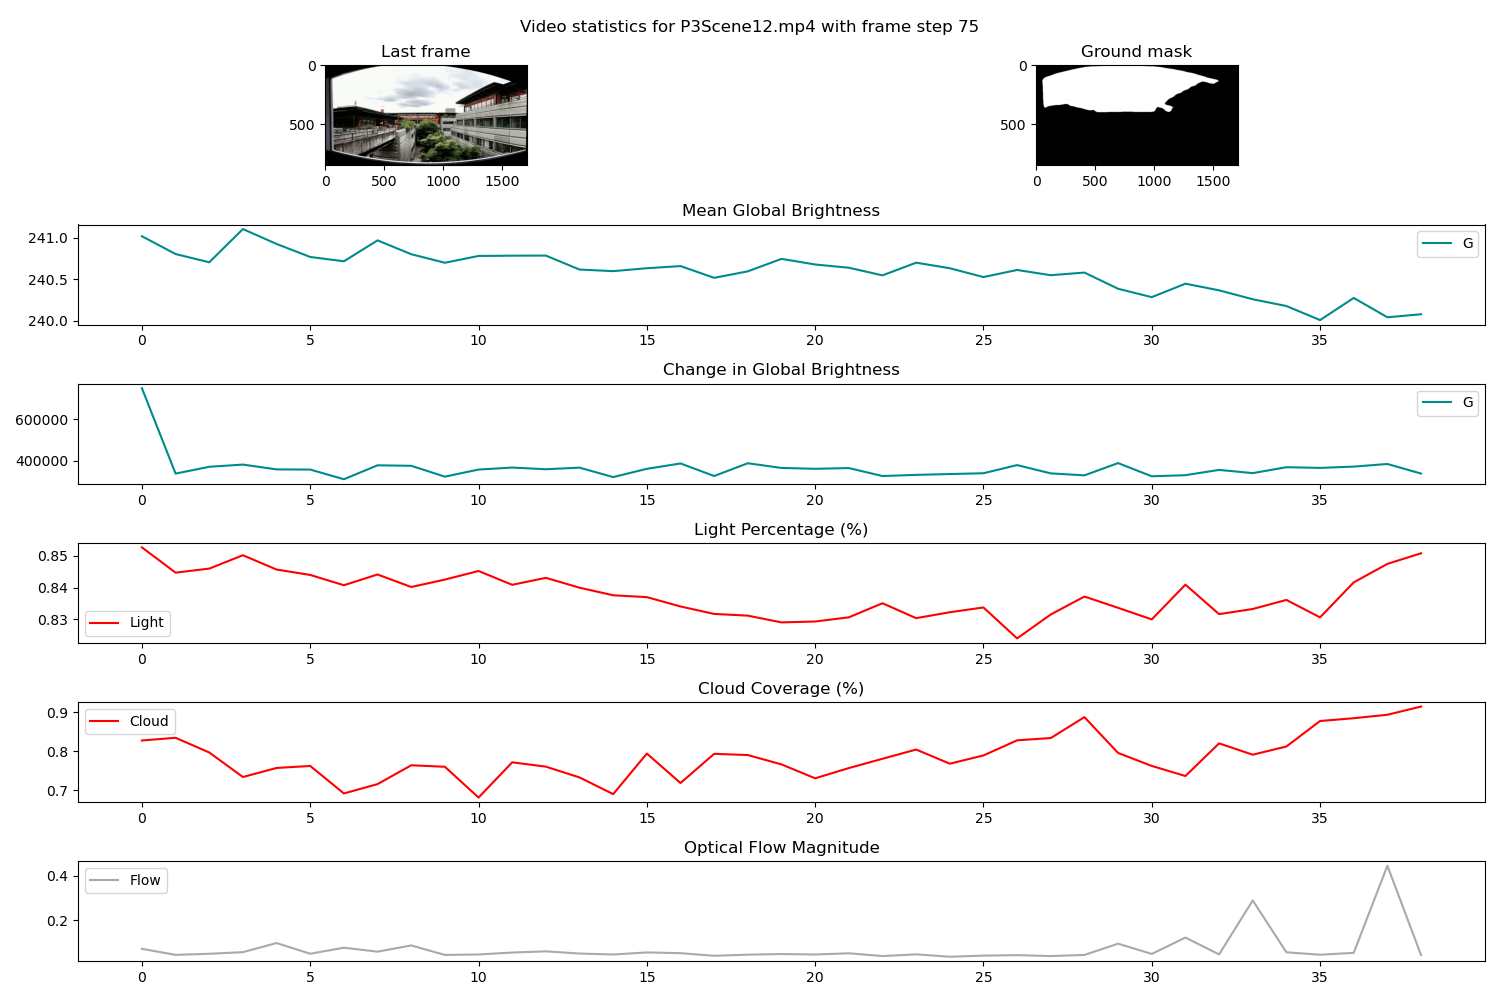 Video statistics for P3Scene12.mp4 with frame step 75
Last frame
Ground mask
0
500
0 500 1000 1500
0
500
0 500 1000 1500
Mean Global Brightness
241.0
240.5
240.0
G
0 5 10 15 20 25 30 35
Change in Global Brightness
600000
400000
G
0 5 10 15 20 25 30 35
Light Percentage (%)
0.85
0.84
0.83
Light
0 5 10 15 20 25 30 35
Cloud Coverage (%)
0.9
0.8
0.7
Cloud
0 5 10 15 20 25 30 35
Optical Flow Magnitude
0.4
0.2
Flow
0 5 10 15 20 25 30 35